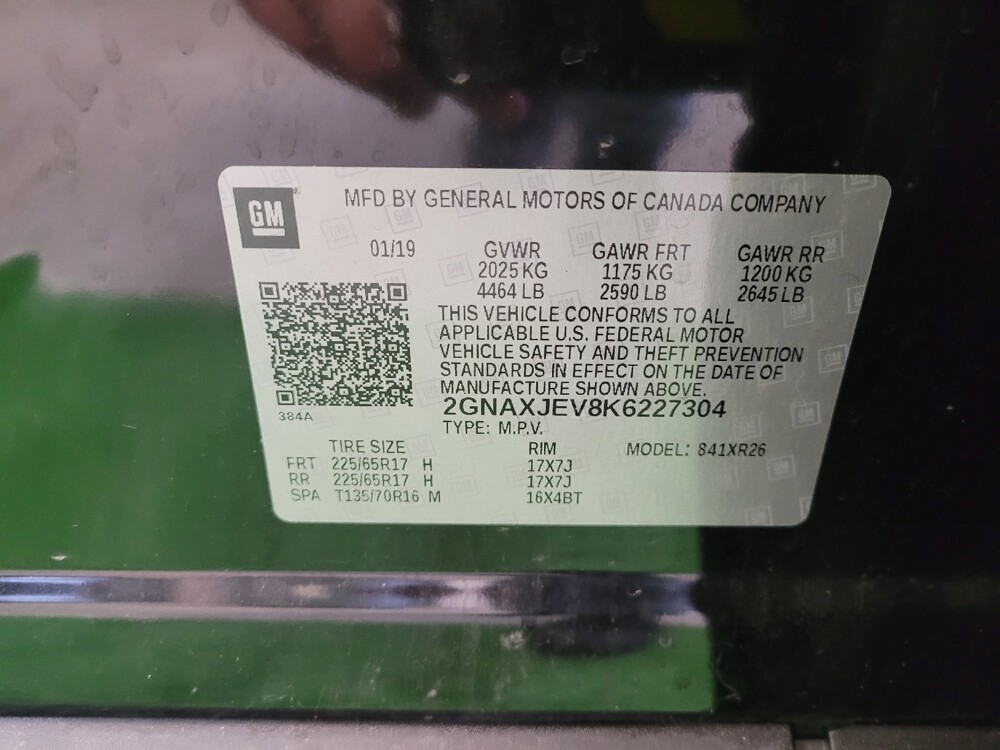 GM
MFD BY GENERAL MOTORS OF CANADA COMPANY
01/19 GVWR GAWR FRT GAWR RR
2025 KG 1175 KG 1200 KG
4464 LB 2590 LB 2645 LB
THIS VEHICLE CONFORMS TO ALL
APPLICABLE U.S. FEDERAL MOTOR
VEHICLE SAFETY AND THEFT PREVENTION
STANDARDS IN EFFECT ON THE DATE OF
MANUFACTURE SHOWN ABOVE.
2GNAXJEV8K6227304
384A
TYPE: M.P.V.
TIRE SIZE RIM MODEL: 841XR26
FRT 225/65R17 H 17X7J
RR 225/65R17 H 17X7J
SPA T135/70R16 M 16X4BT